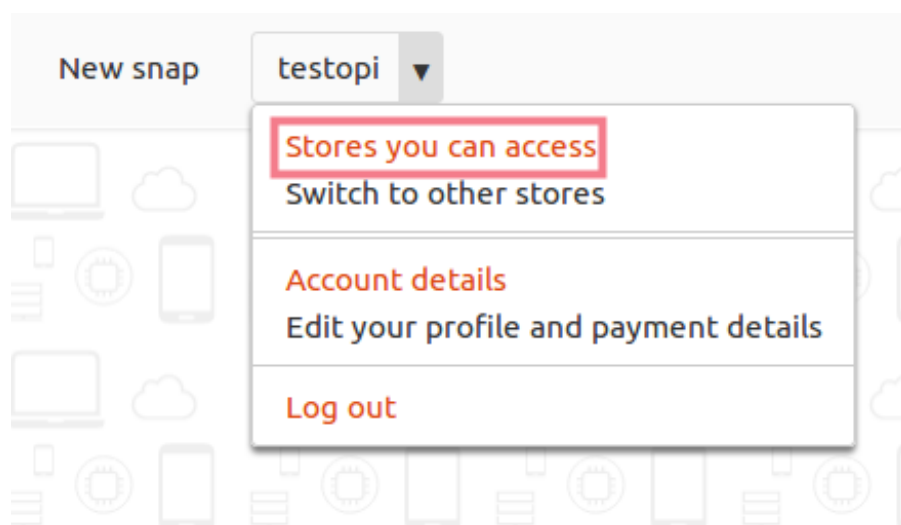 New snap testopi ▼
Stores you can access
Switch to other stores
Account details
Edit your profile and payment details
Log out